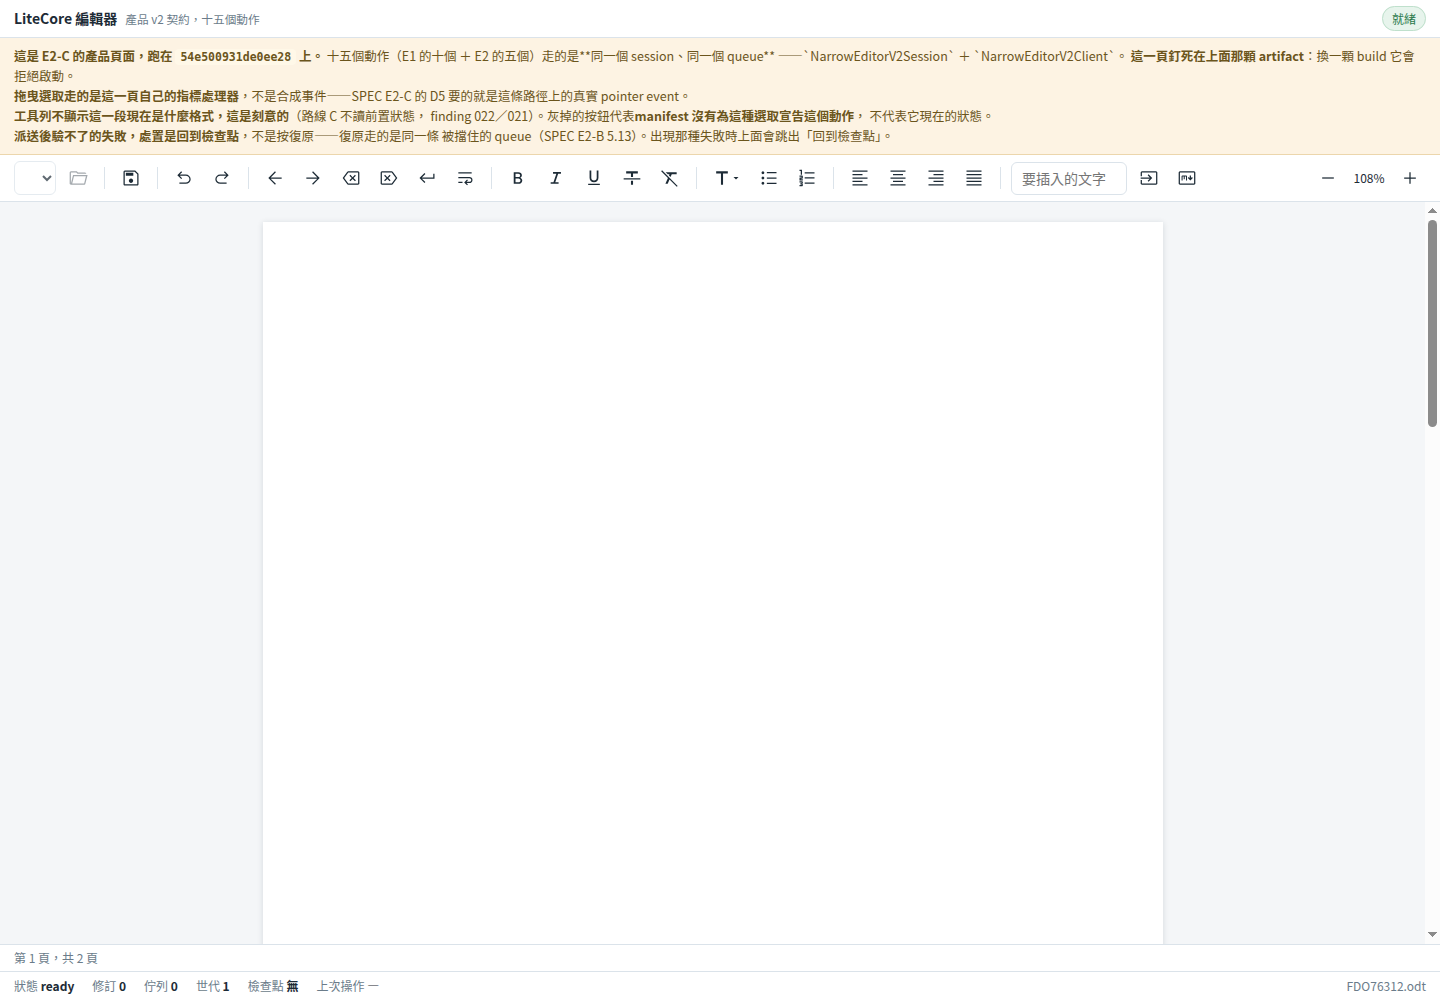 LiteCore 編輯器 產品 v2 契約，十五個動作 就緒
這是 E2-C 的產品頁面，跑在 54e500931de0ee28 上。 十五個動作（E1 的十個 ＋ E2 的五個）走的是**同一個 session、同一個 queue** ——`NarrowEditorV2Session` ＋ `NarrowEditorV2Client`。 這一頁釘死在上面那顆 artifact：換一顆 build 它會
拒絕啟動。
拖曳選取走的是這一頁自己的指標處理器，不是合成事件——SPEC E2-C 的 D5 要的就是這條路徑上的真實 pointer event。
工具列不顯示這一段現在是什麼格式，這是刻意的（路線 C 不讀前置狀態， finding 022／021）。灰掉的按鈕代表manifest 沒有為這種選取宣告這個動作， 不代表它現在的狀態。
派送後驗不了的失敗，處置是回到檢查點，不是按復原——復原走的是同一條 被擋住的 queue（SPEC E2-B 5.13）。出現那種失敗時上面會跳出「回到檢查點」。
要插入的文字 108%
第 1 頁，共 2 頁
狀態 ready 修訂 0 佇列 0 世代 1 檢查點 無 上次操作 — FDO76312.odt